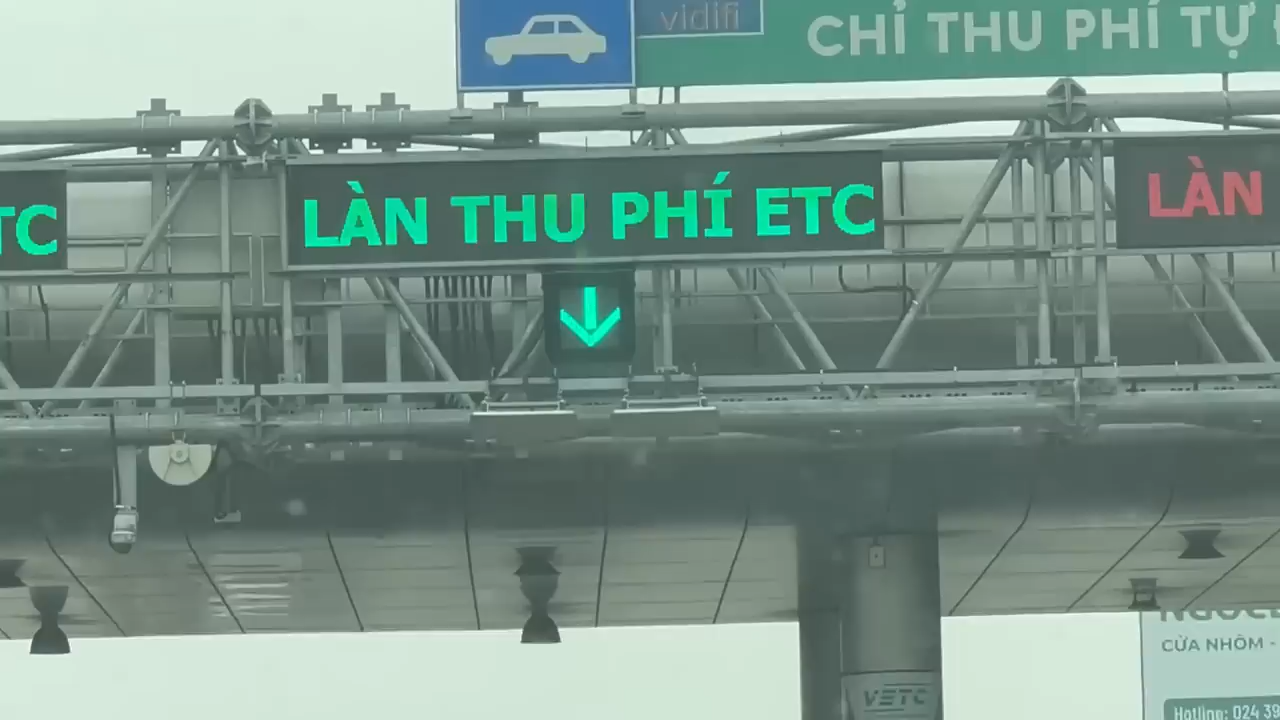 vidifi
CHỈ THU PHÍ TỰ
TC
LÀN THU PHÍ ETC
LÀN
CỬA NHÔM -
VETC
Hotline: 024 39